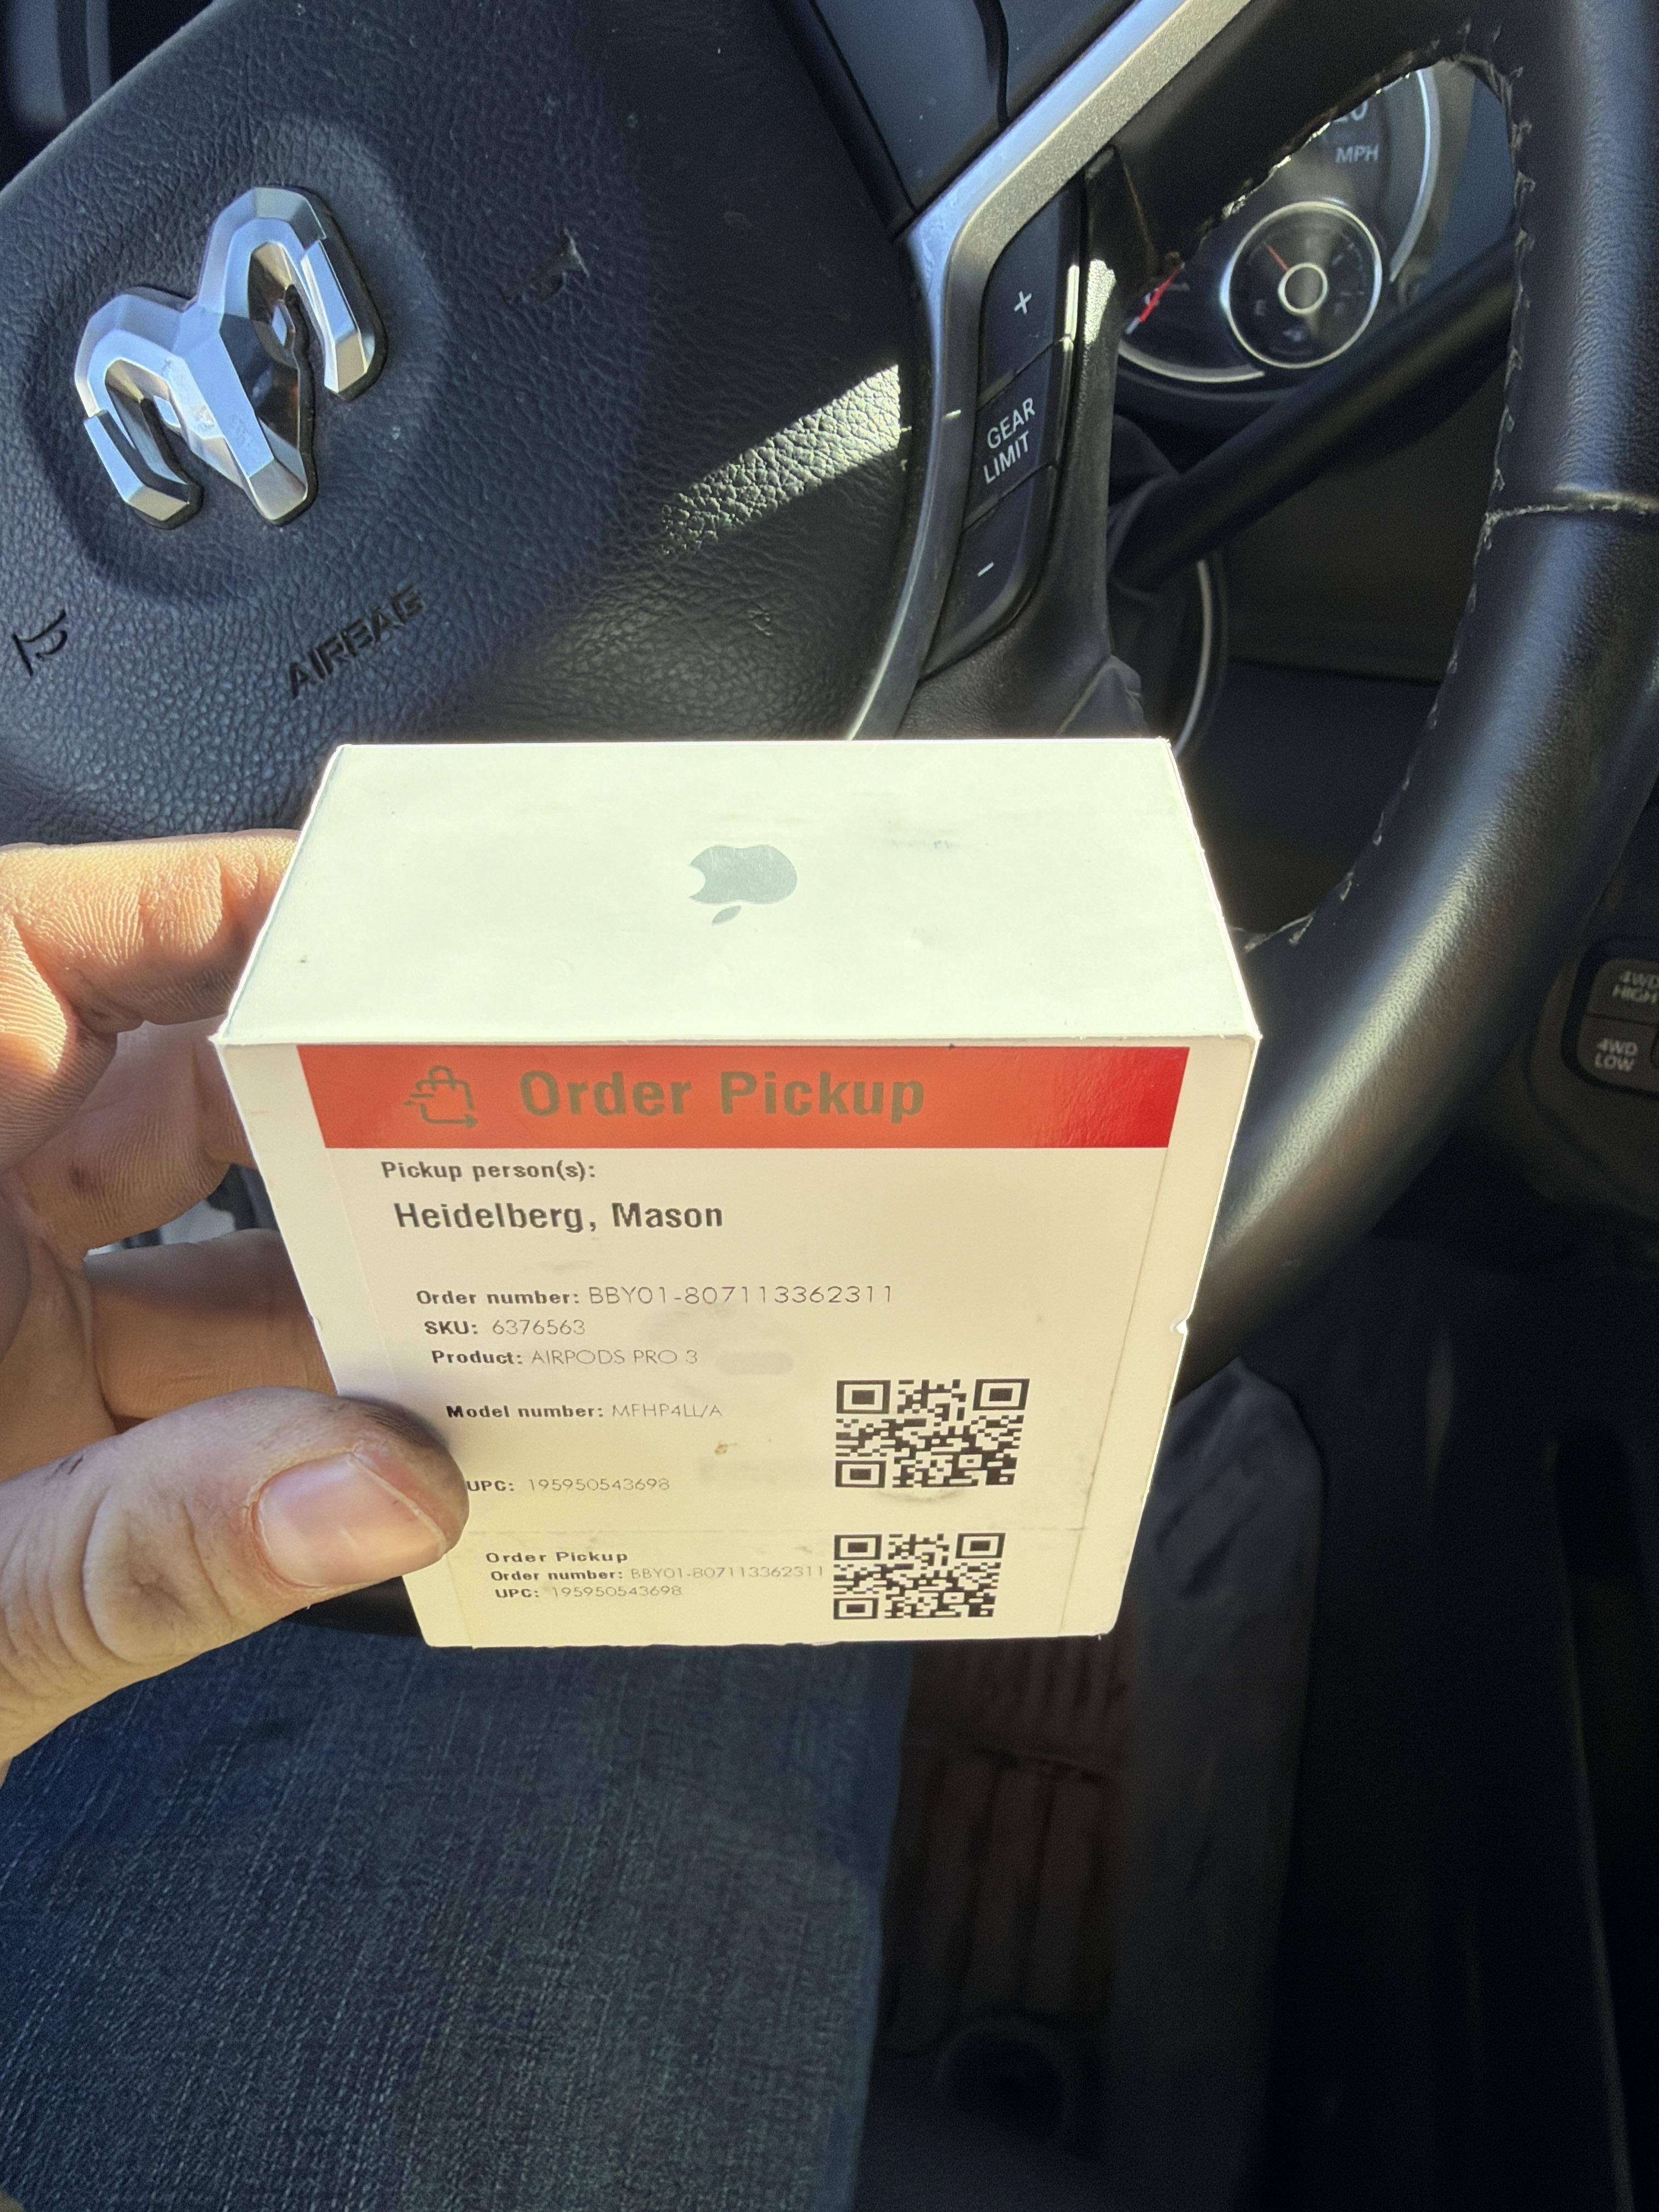 MPH
E
+
GEAR
LIMIT
-
AIRBAG
4WD
HIGH
4WD
LOW
Order Pickup
Pickup person(s):
Heidelberg, Mason
Order number: BBY01-807113362311
SKU: 6376563
Product: AIRPODS PRO 3
Model number: MFHP4LL/A
UPC: 195950543698
Order Pickup
Order number: BBY01-807113362311
UPC: 195950543698